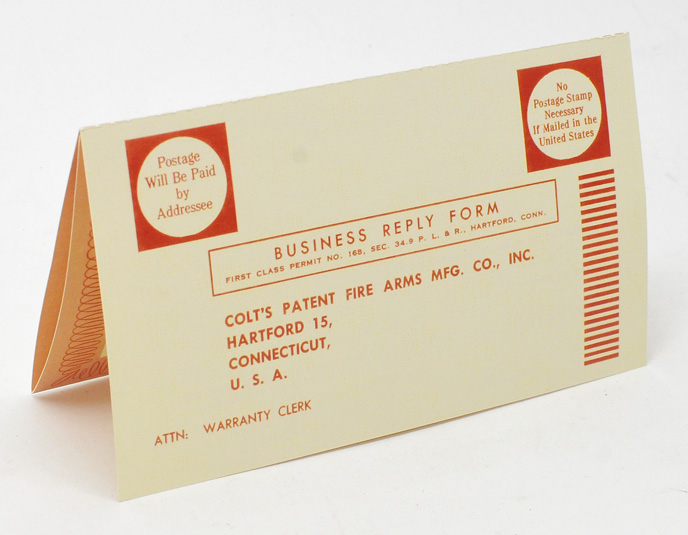 Postage
Will Be Paid
by
Addressee
No
Postage Stamp
Necessary
If Mailed in the
United States
BUSINESS REPLY FORM
FIRST CLASS PERMIT NO. 168, SEC. 34.9 P. L. & R., HARTFORD, CONN.
COLT'S PATENT FIRE ARMS MFG. CO., INC.
HARTFORD 15,
CONNECTICUT,
U. S. A.
ATTN: WARRANTY CLERK